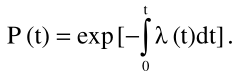 P (t) = exp [−∫₀ᵗ λ (t)dt] .